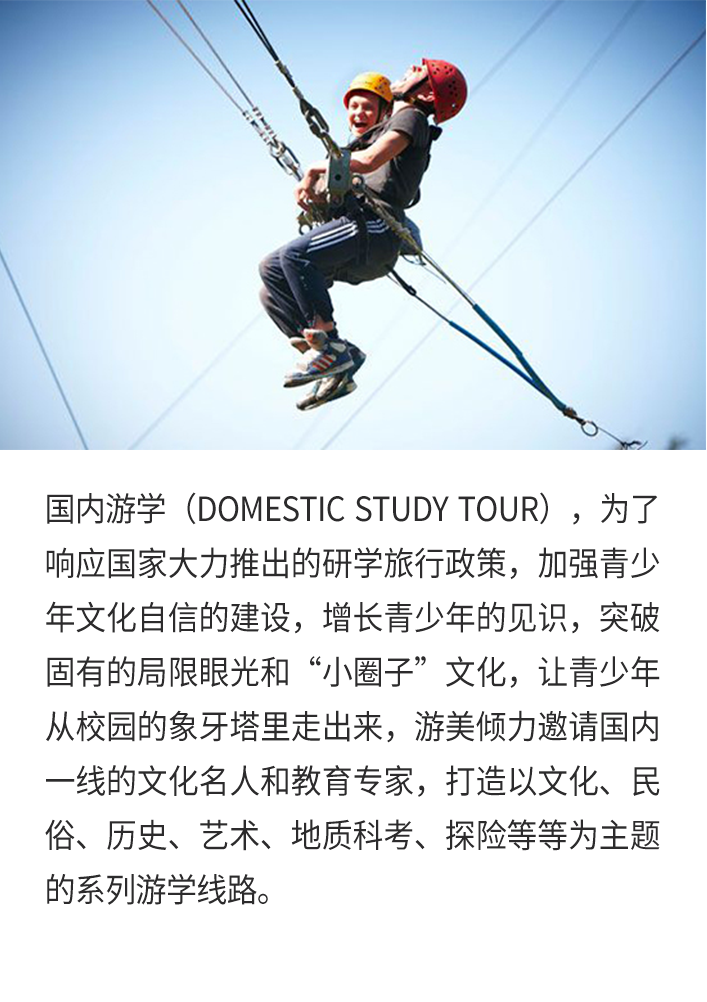 国内游学（DOMESTIC STUDY TOUR），为了
响应国家大力推出的研学旅行政策，加强青少
年文化自信的建设，增长青少年的见识，突破
固有的局限眼光和“小圈子”文化，让青少年
从校园的象牙塔里走出来，游美倾力邀请国内
一线的文化名人和教育专家，打造以文化、民
俗、历史、艺术、地质科考、探险等等为主题
的系列游学线路。